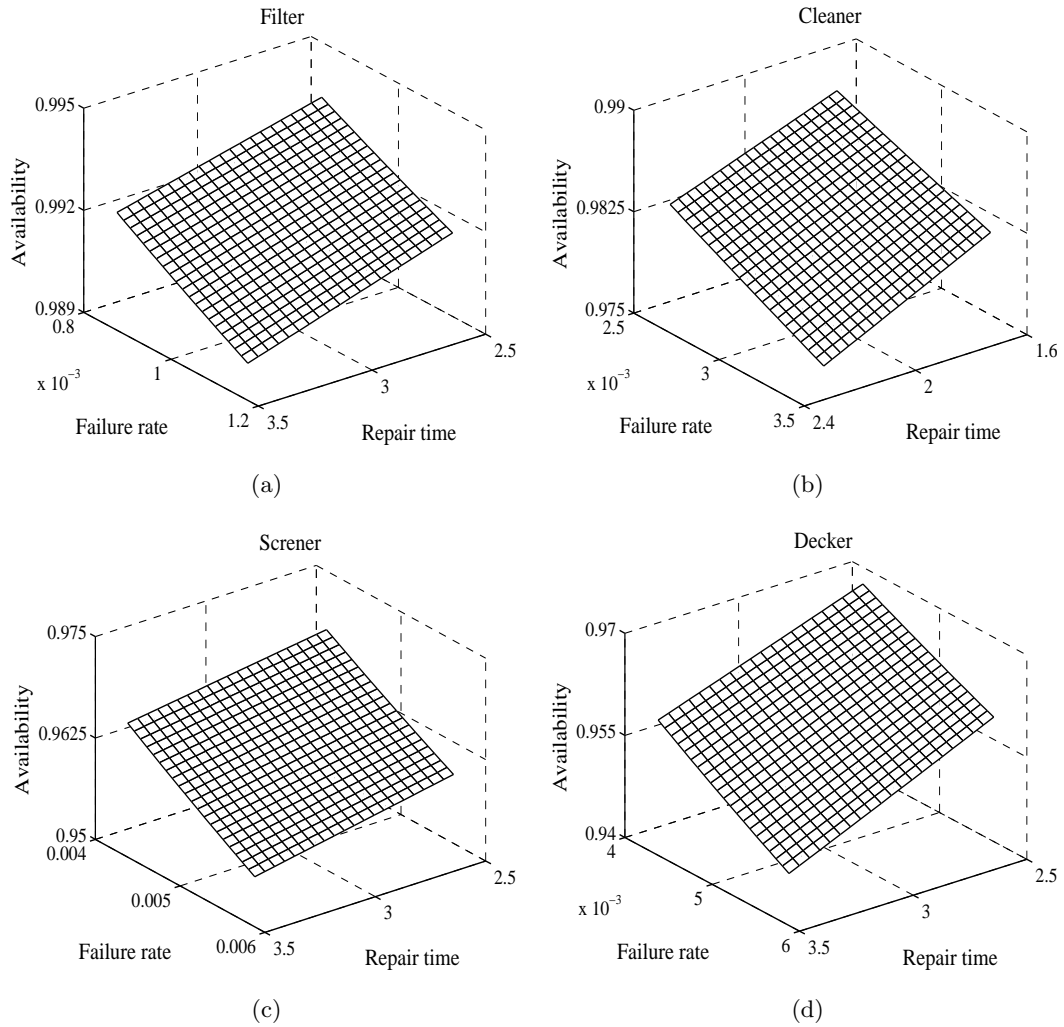 Filter
0.995
0.992
0.989
Availability
0.8
1
1.2
x 10⁻³
Failure rate
3.5
3
2.5
Repair time
(a)
Cleaner
0.99
0.9825
0.975
Availability
2.5
3
3.5
x 10⁻³
Failure rate
2.4
2
1.6
Repair time
(b)
Screner
0.975
0.9625
0.95
Availability
0.004
0.005
0.006
Failure rate
3.5
3
2.5
Repair time
(c)
Decker
0.97
0.955
0.94
Availability
4
5
6
x 10⁻³
Failure rate
3.5
3
2.5
Repair time
(d)